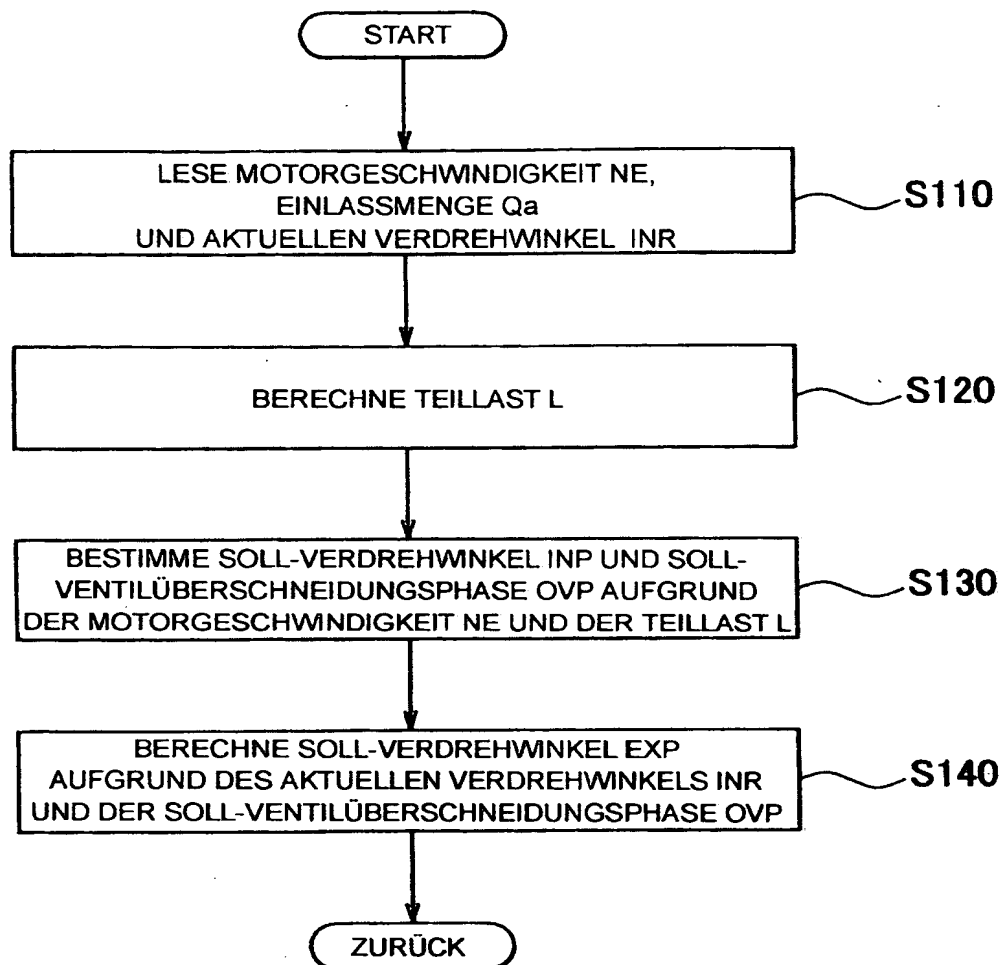 START
LESE MOTORGESCHWINDIGKEIT NE,
EINLASSMENGE Qa
UND AKTUELLEN VERDREHWINKEL INR
S110
BERECHNE TEILLAST L
S120
BESTIMME SOLL-VERDREHWINKEL INP UND SOLL-
VENTILÜBERSCHNEIDUNGSPHASE OVP AUFGRUND
DER MOTORGESCHWINDIGKEIT NE UND DER TEILLAST L
S130
BERECHNE SOLL-VERDREHWINKEL EXP
AUFGRUND DES AKTUELLEN VERDREHWINKELS INR
UND DER SOLL-VENTILÜBERSCHNEIDUNGSPHASE OVP
S140
ZURÜCK